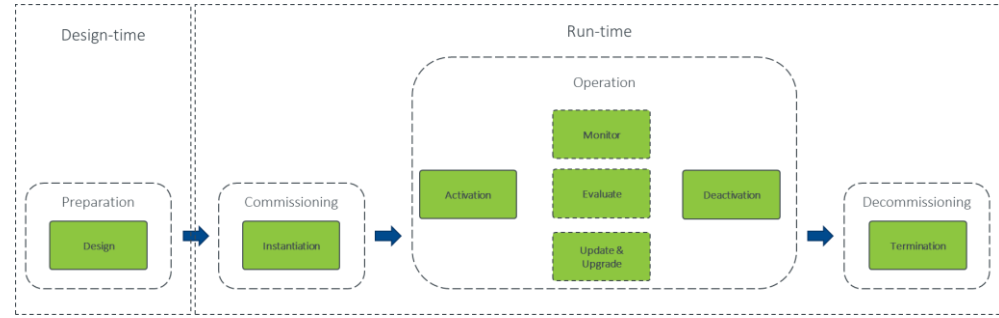 Design-time
Run-time
Operation
Monitor
Activation
Evaluate
Deactivation
Update &
Upgrade
Preparation
Design
Commissioning
Instantiation
Decommissioning
Termination